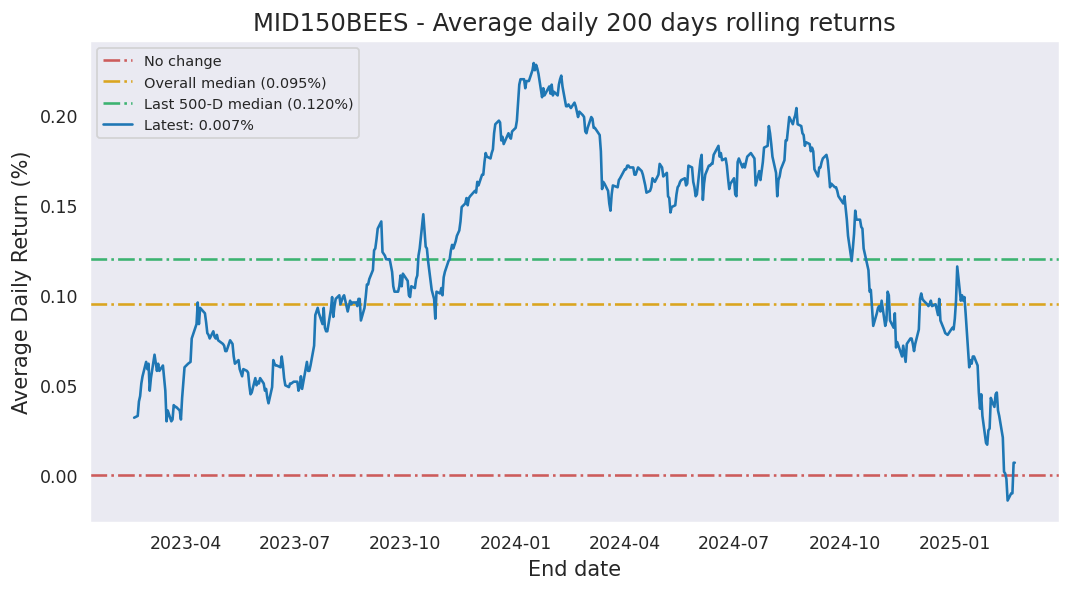 MID150BEES - Average daily 200 days rolling returns
No change
Overall median (0.095%)
Last 500-D median (0.120%)
Latest: 0.007%
Average Daily Return (%)
0.20
0.15
0.10
0.05
0.00
2023-04 2023-07 2023-10 2024-01 2024-04 2024-07 2024-10 2025-01
End date